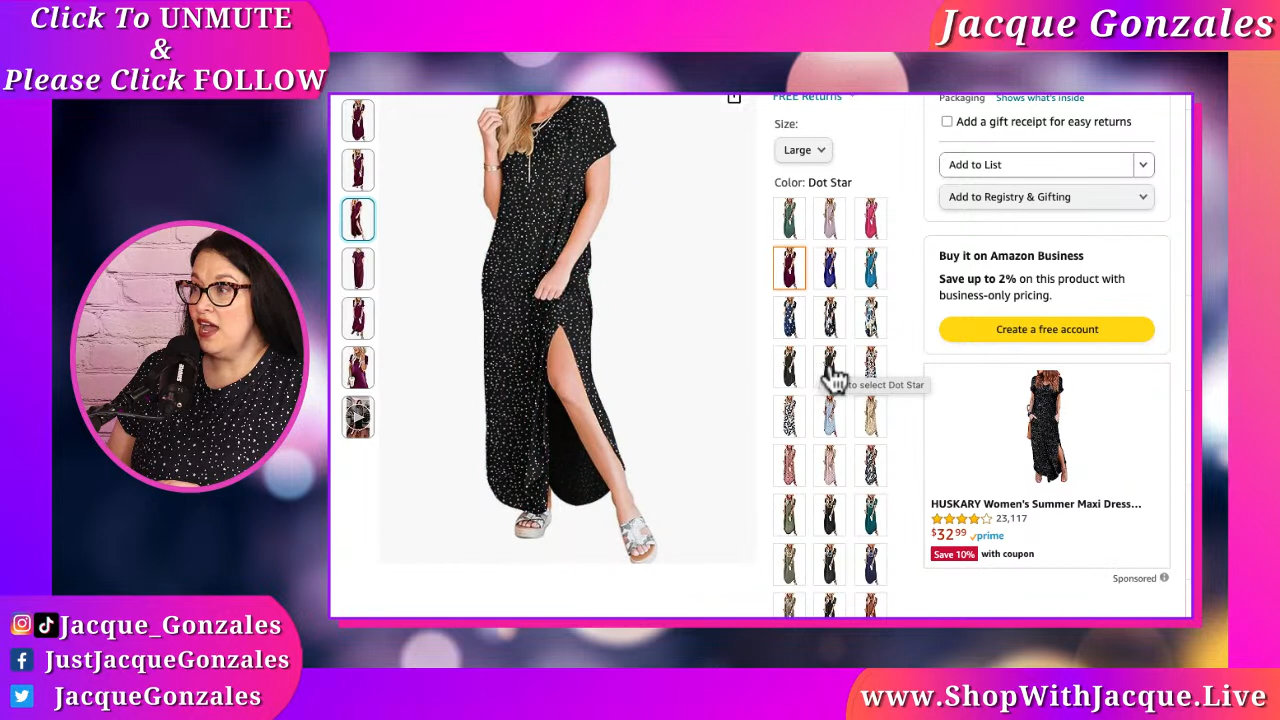 Click To UNMUTE
&
Please Click FOLLOW
Jacque Gonzales
FREE Returns
Size:
Large
Color: Dot Star
to select Dot Star
Packaging Shows what's inside
Add a gift receipt for easy returns
Add to List
Add to Registry & Gifting
Buy it on Amazon Business
Save up to 2% on this product with
business-only pricing.
Create a free account
HUSKARY Women's Summer Maxi Dress...
23,117
$32 99 prime
Save 10% with coupon
Sponsored
Jacque_Gonzales
JustJacqueGonzales
JacqueGonzales
www.ShopWithJacque.Live